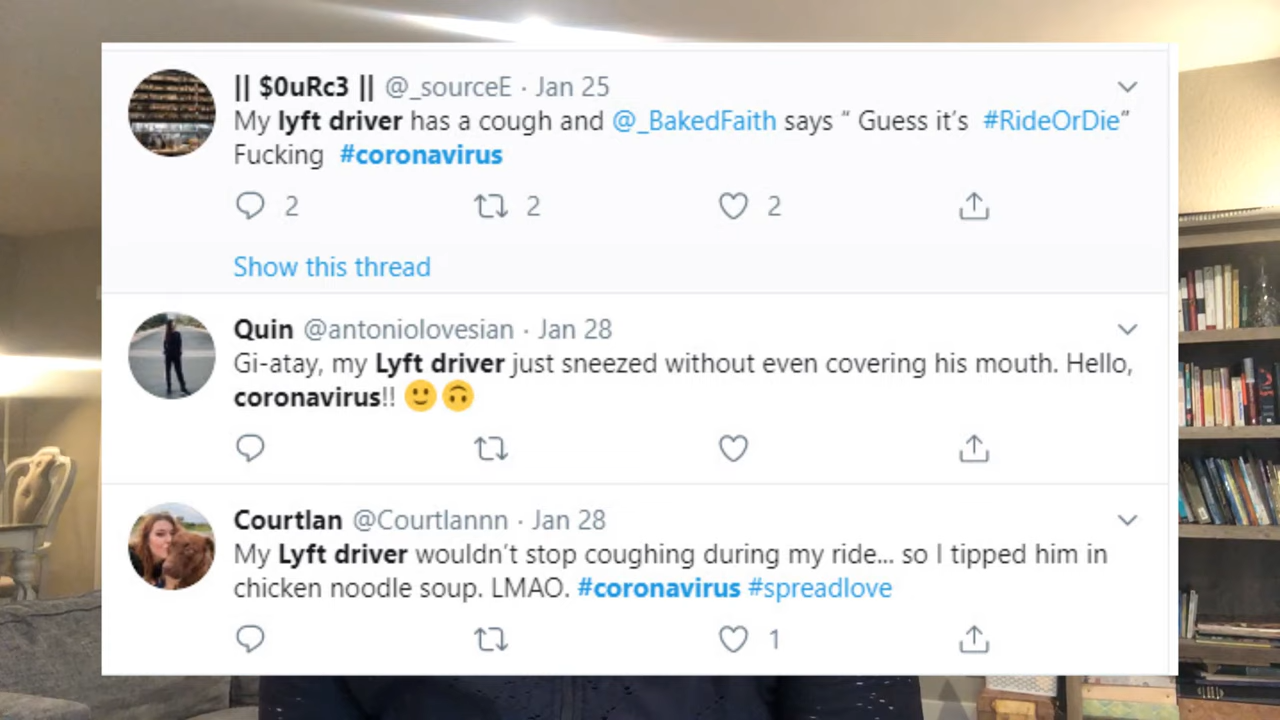 || $0uRc3 || @_sourceE · Jan 25
My lyft driver has a cough and @_BakedFaith says “ Guess it’s #RideOrDie”
Fucking #coronavirus
2 2 2
Show this thread
Quin @antoniolovesian · Jan 28
Gi-atay, my Lyft driver just sneezed without even covering his mouth. Hello,
coronavirus!! 🙂🙃
Courtlan @Courtlannn · Jan 28
My Lyft driver wouldn’t stop coughing during my ride... so I tipped him in
chicken noodle soup. LMAO. #coronavirus #spreadlove
1